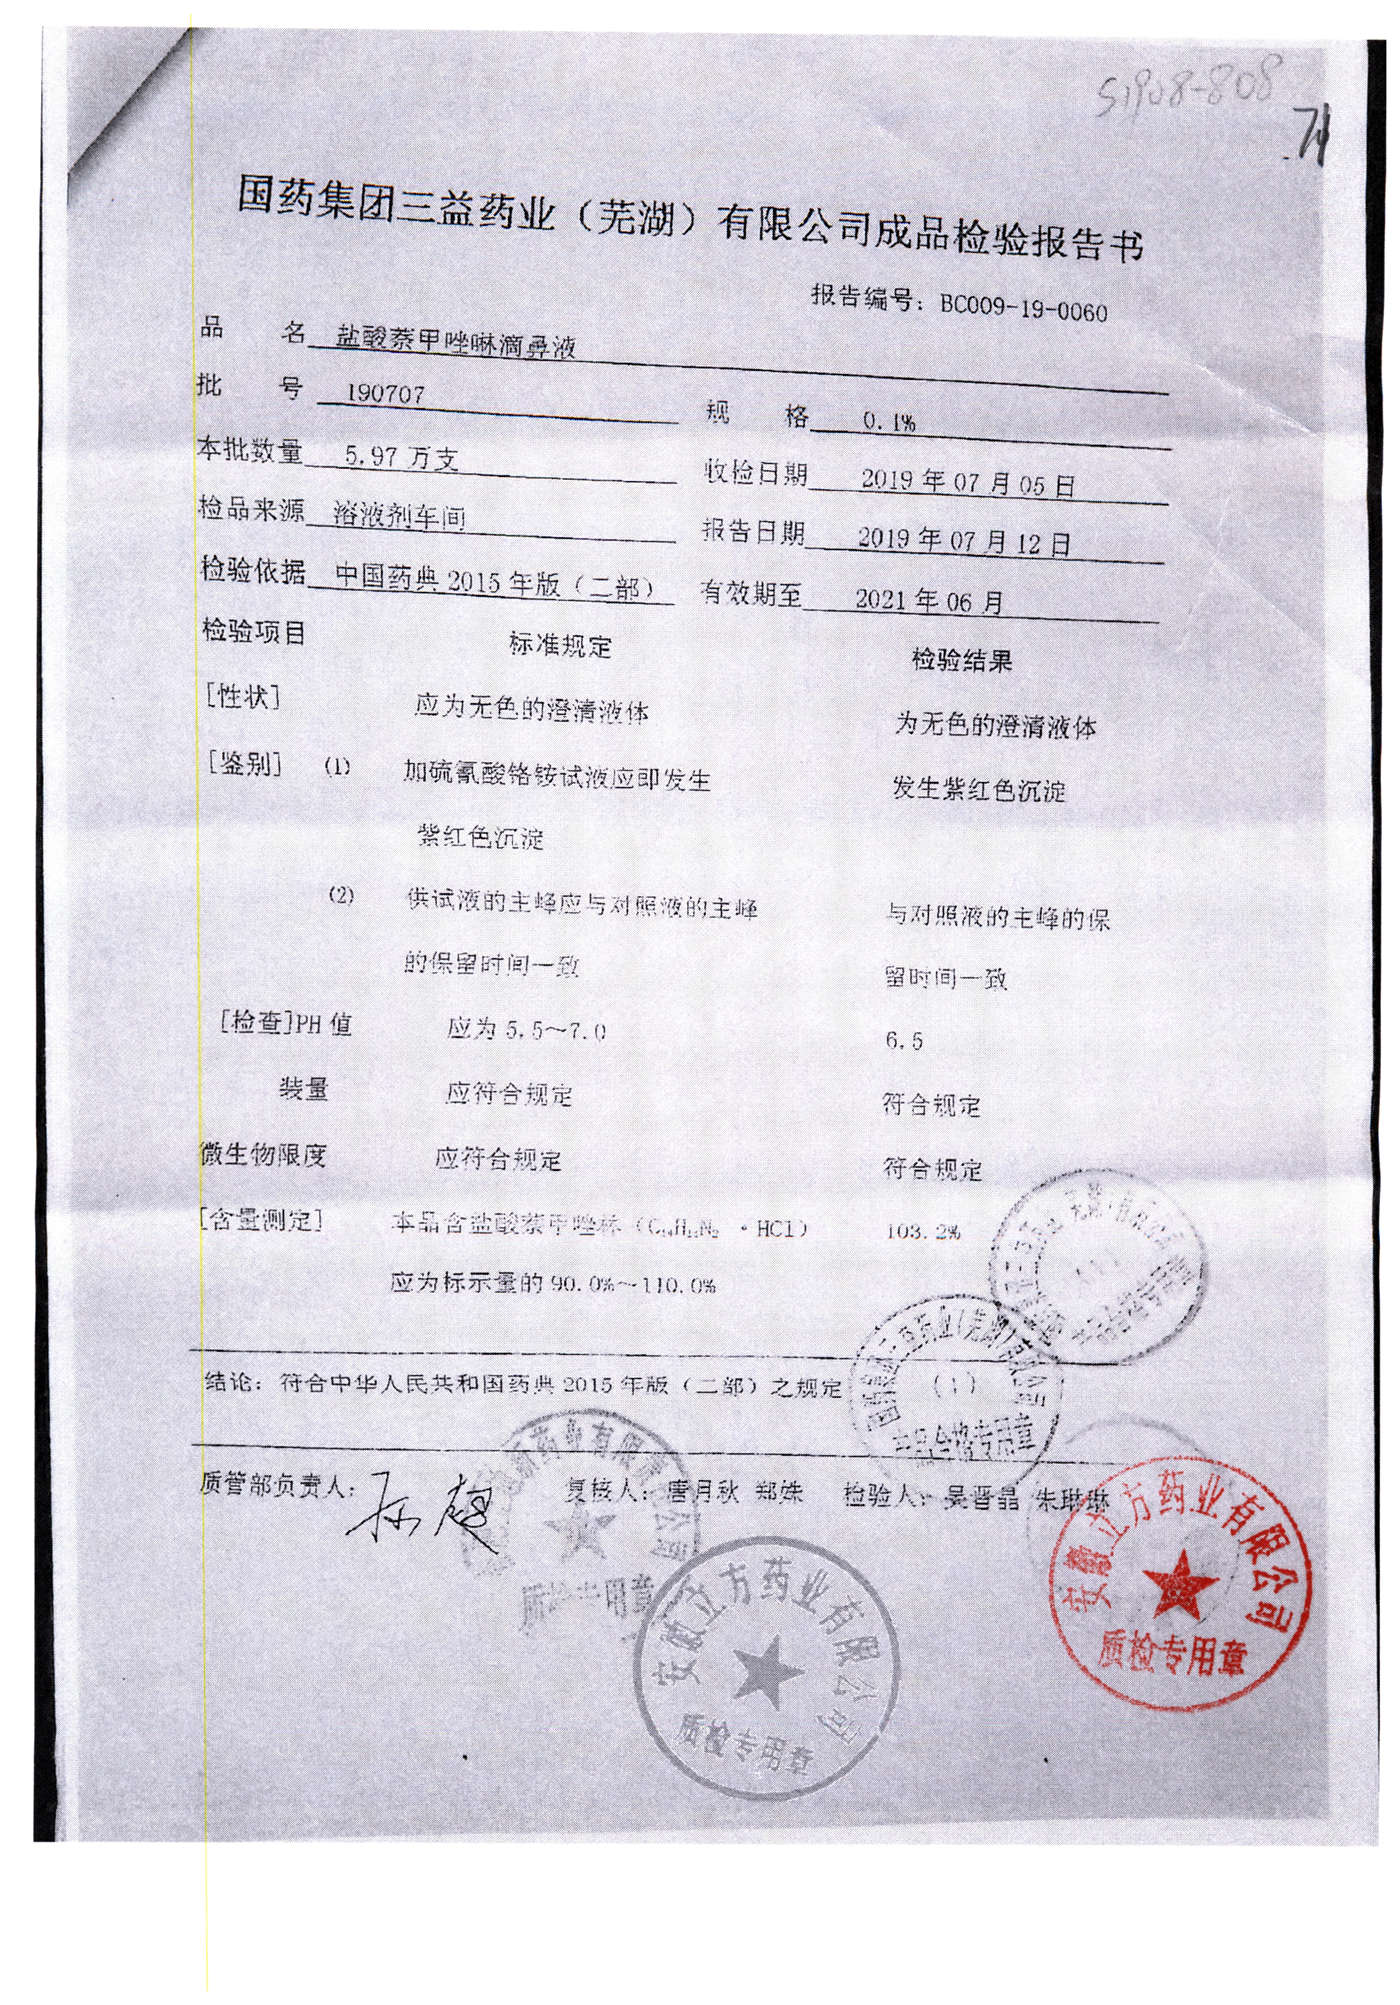 S1908-808
71
国药集团三益药业（芜湖）有限公司成品检验报告书
报告编号：BC009-19-0060
品 名 盐酸萘甲唑啉滴鼻液
批 号 190707 规 格 0.1%
本批数量 5.97 万支 收检日期 2019 年 07 月 05 日
检品来源 溶液剂车间 报告日期 2019 年 07 月 12 日
检验依据 中国药典 2015 年版（二部） 有效期至 2021 年 06 月
检验项目 标准规定 检验结果
[性状] 应为无色的澄清液体 为无色的澄清液体
[鉴别] (1) 加硫氰酸铬铵试液应即发生 发生紫红色沉淀
紫红色沉淀
(2) 供试液的主峰应与对照液的主峰 与对照液的主峰的保
的保留时间一致 留时间一致
[检查]PH 值 应为 5.5～7.0 6.5
装量 应符合规定 符合规定
微生物限度 应符合规定 符合规定
[含量测定] 本品含盐酸萘甲唑啉（C₁₄H₁₄N₂ ·HCl） 103.2%
应为标示量的 90.0%～110.0%
结论：符合中华人民共和国药典 2015 年版（二部）之规定
(1)
质管部负责人： 复核人：唐月秋 郑姝 检验人：吴晋晶 朱琳琳
质检专用章
安徽立方药业有限公司
质检专用章
安徽立方药业有限公司
质检专用章